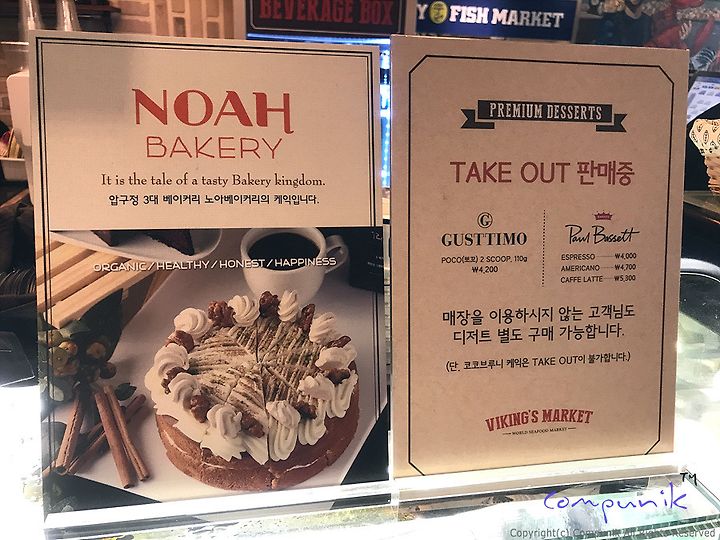 BEVERAGE BOX
FISH MARKET
NOAH
BAKERY
It is the tale of a tasty Bakery kingdom.
압구정 3대 베이커리 노아베이커리의 케익입니다.
ORGANIC/HEALTHY/HONEST/HAPPINESS
PREMIUM DESSERTS
TAKE OUT 판매중
G
GUSTTIMO
POCO(포꼬) 2 SCOOP, 110g
₩4,200
Paul Bassett
ESPRESSO ₩4,000
AMERICANO ₩4,700
CAFFE LATTE ₩5,300
매장을 이용하시지 않는 고객님도
디저트 별도 구매 가능합니다.
(단, 코코브루니 케익은 TAKE OUT이 불가합니다.)
VIKING'S MARKET
WORLD SEAFOOD MARKET
compunik™
Copyright(c) Compunik All Rights Reserved